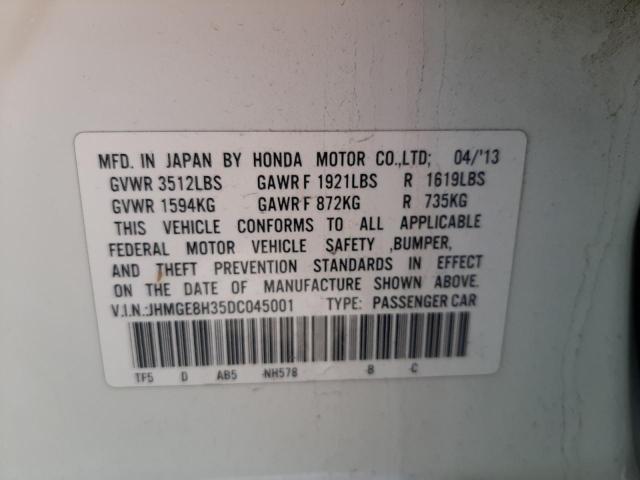 MFD. IN JAPAN BY HONDA MOTOR CO.,LTD; 04/'13
GVWR 3512LBS GAWR F 1921LBS R 1619LBS
GVWR 1594KG GAWR F 872KG R 735KG
THIS VEHICLE CONFORMS TO ALL APPLICABLE
FEDERAL MOTOR VEHICLE SAFETY ,BUMPER,
AND THEFT PREVENTION STANDARDS IN EFFECT
ON THE DATE OF MANUFACTURE SHOWN ABOVE.
V.I.N.:JHMGE8H35DC045001 TYPE: PASSENGER CAR
TF5 D AB5 NH578 B C